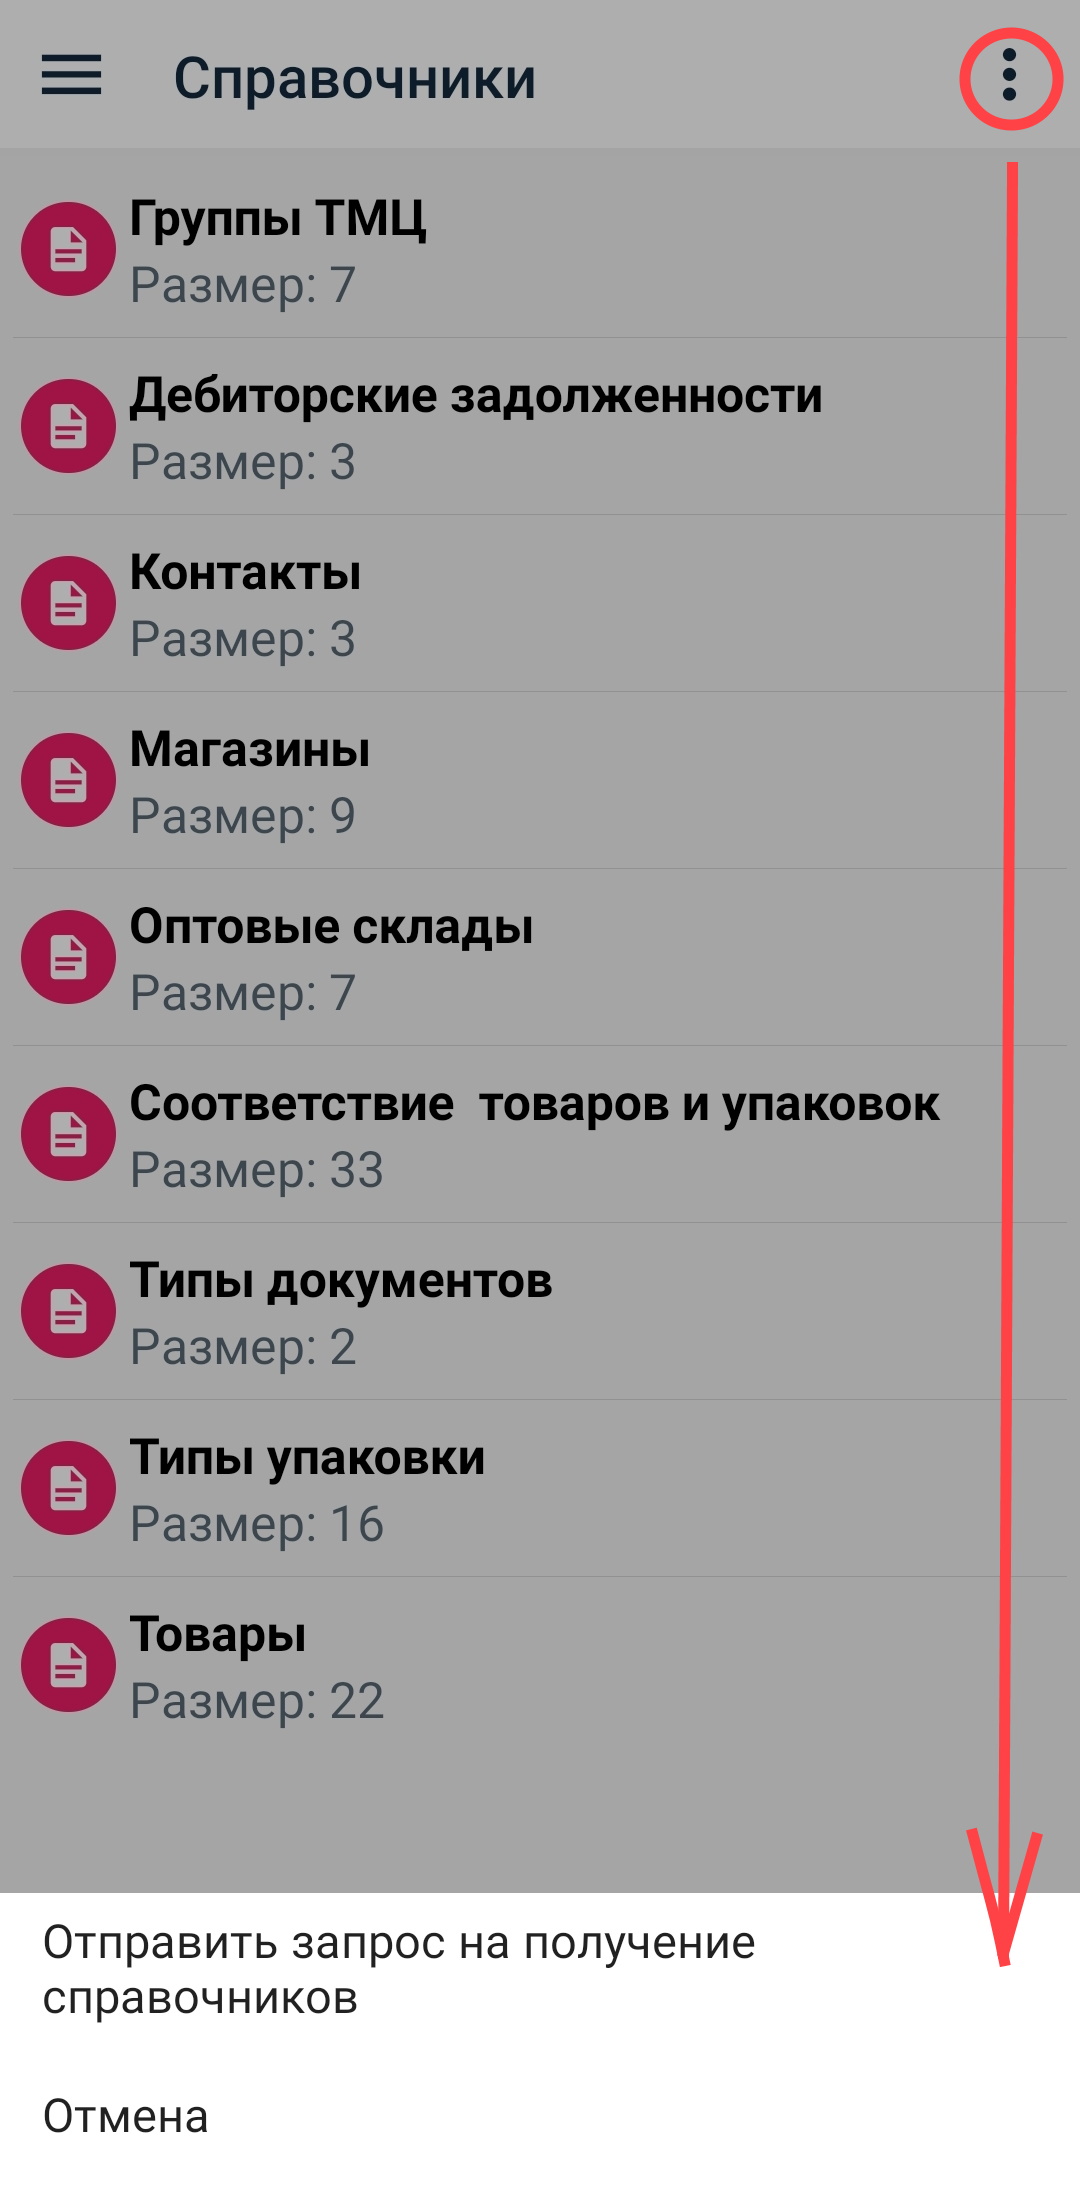 Справочники
Группы ТМЦ
Размер: 7
Дебиторские задолженности
Размер: 3
Контакты
Размер: 3
Магазины
Размер: 9
Оптовые склады
Размер: 7
Соответствие  товаров и упаковок
Размер: 33
Типы документов
Размер: 2
Типы упаковки
Размер: 16
Товары
Размер: 22
Отправить запрос на получение
справочников
Отмена